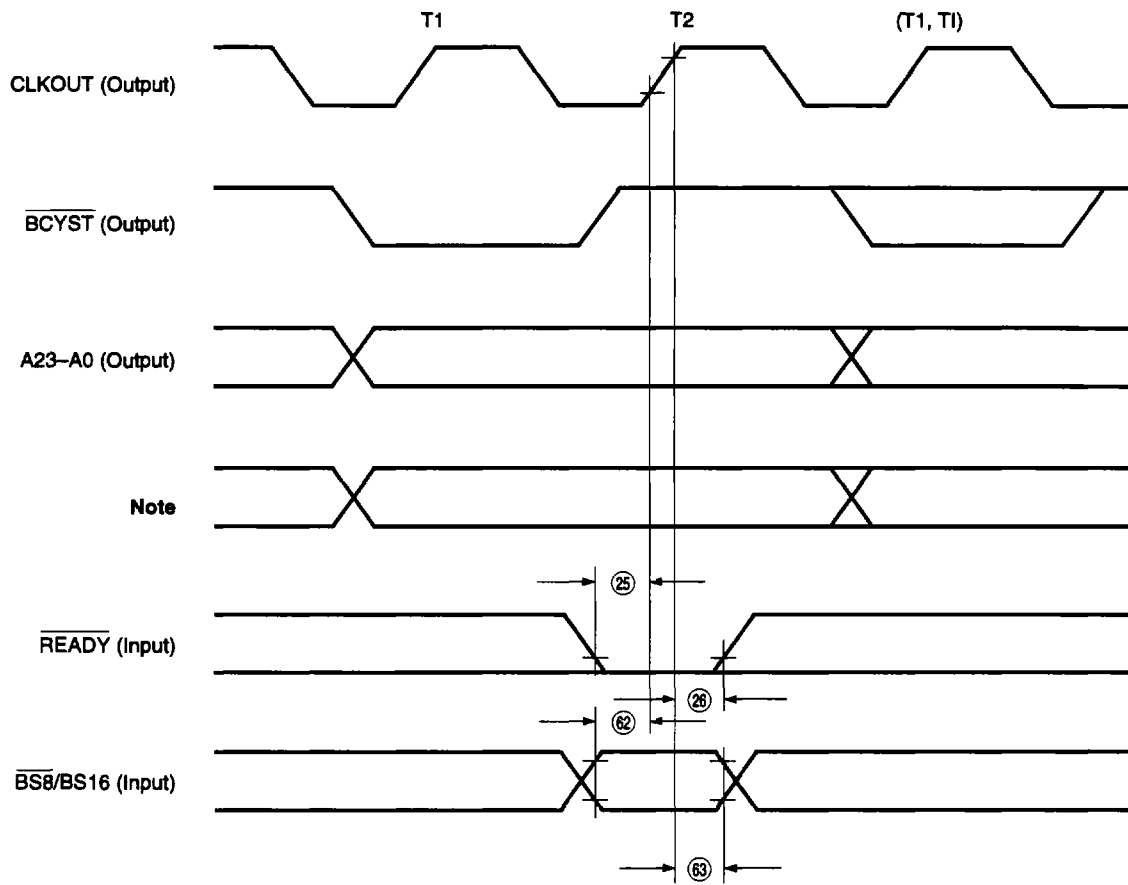 T1 T2 (T1, TI)
CLKOUT (Output)
BCYST (Output)
A23–A0 (Output)
Note
25
READY (Input)
26
62
BS8/BS16 (Input)
63